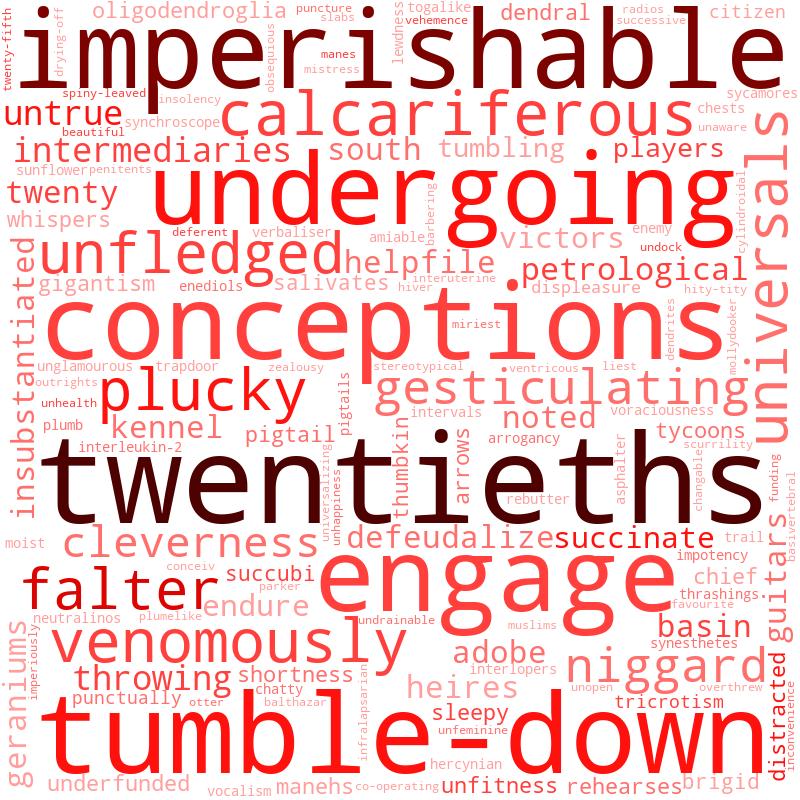 oligodendroglia
puncture
slabs
togalike
vehemence
dendral
radios
successive
citizen
twenty-fifth
drying-off
imperishable
obsequious
manes
mistress
lewdness
spiny-leaved
insolency
sycamores
untrue
synchroscope
calcariferous
chests
beautiful
unaware
intermediaries
south
tumbling
players
universals
sunflower
penitents
undergoing
twenty
barbering
cylindroidal
whispers
deferent
verbaliser
amiable
victors
enemy
undock
insubstantiated
unfledged
helpfile
petrological
gigantism
enediols
salivates
hiver
interuterine
displeasure
hity-tity
conceptions
miriest
dendrites
mollydooker
unglamourous
trapdoor
zealousy
stereotypical
ventricous
liest
outrights
plucky
gesticulating
unhealth
pigtails
intervals
noted
voraciousness
plumb
kennel
pigtail
thumbkin
arrows
arrogancy
tycoons
interleukin-2
scurrility
twentieths
universalizing
unhappiness
rebutter
asphalter
changable
funding
basivertebral
moist
cleverness
defeudalize
succinate
trail
guitars
conceiv
succubi
engage
impotency
chief
falter
parker
endure
thrashings
favourite
neutralinos
plumelike
undrainable
muslims
basin
geraniums
imperiously
venomously
adobe
synesthetes
interlopers
niggard
throwing
shortness
infralapsarian
heires
unopen
overthrew
distracted
inconvenience
punctually
otter
chatty
balthazar
sleepy
tricrotism
tumble-down
unfeminine
hercynian
underfunded
vocalism
manehs
co-operating
unfitness
rehearses
brigid